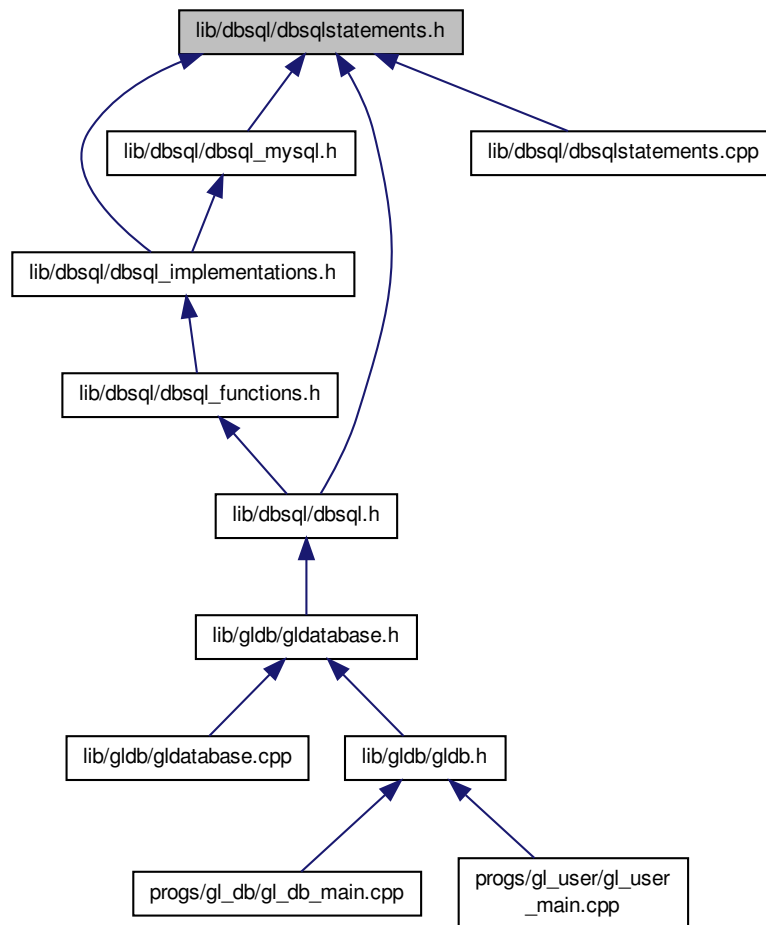 lib/dbsql/dbsqlstatements.h
lib/dbsql/dbsql_mysql.h
lib/dbsql/dbsqlstatements.cpp
lib/dbsql/dbsql_implementations.h
lib/dbsql/dbsql_functions.h
lib/dbsql/dbsql.h
lib/gldb/gldatabase.h
lib/gldb/gldatabase.cpp
lib/gldb/gldb.h
progs/gl_db/gl_db_main.cpp
progs/gl_user/gl_user
_main.cpp